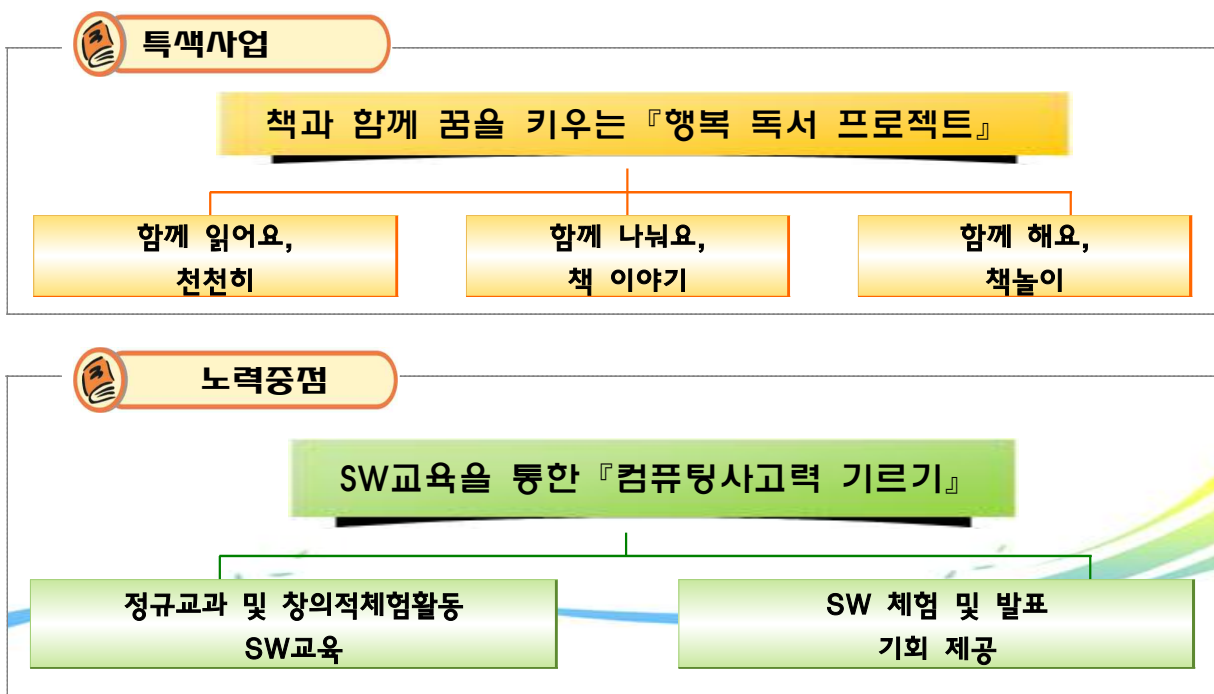 특색사업
책과 함께 꿈을 키우는『행복 독서 프로젝트』
함께 읽어요,
천천히
함께 나눠요,
책 이야기
함께 해요,
책놀이
노력중점
SW교육을 통한『컴퓨팅사고력 기르기』
정규교과 및 창의적체험활동
SW교육
SW 체험 및 발표
기회 제공